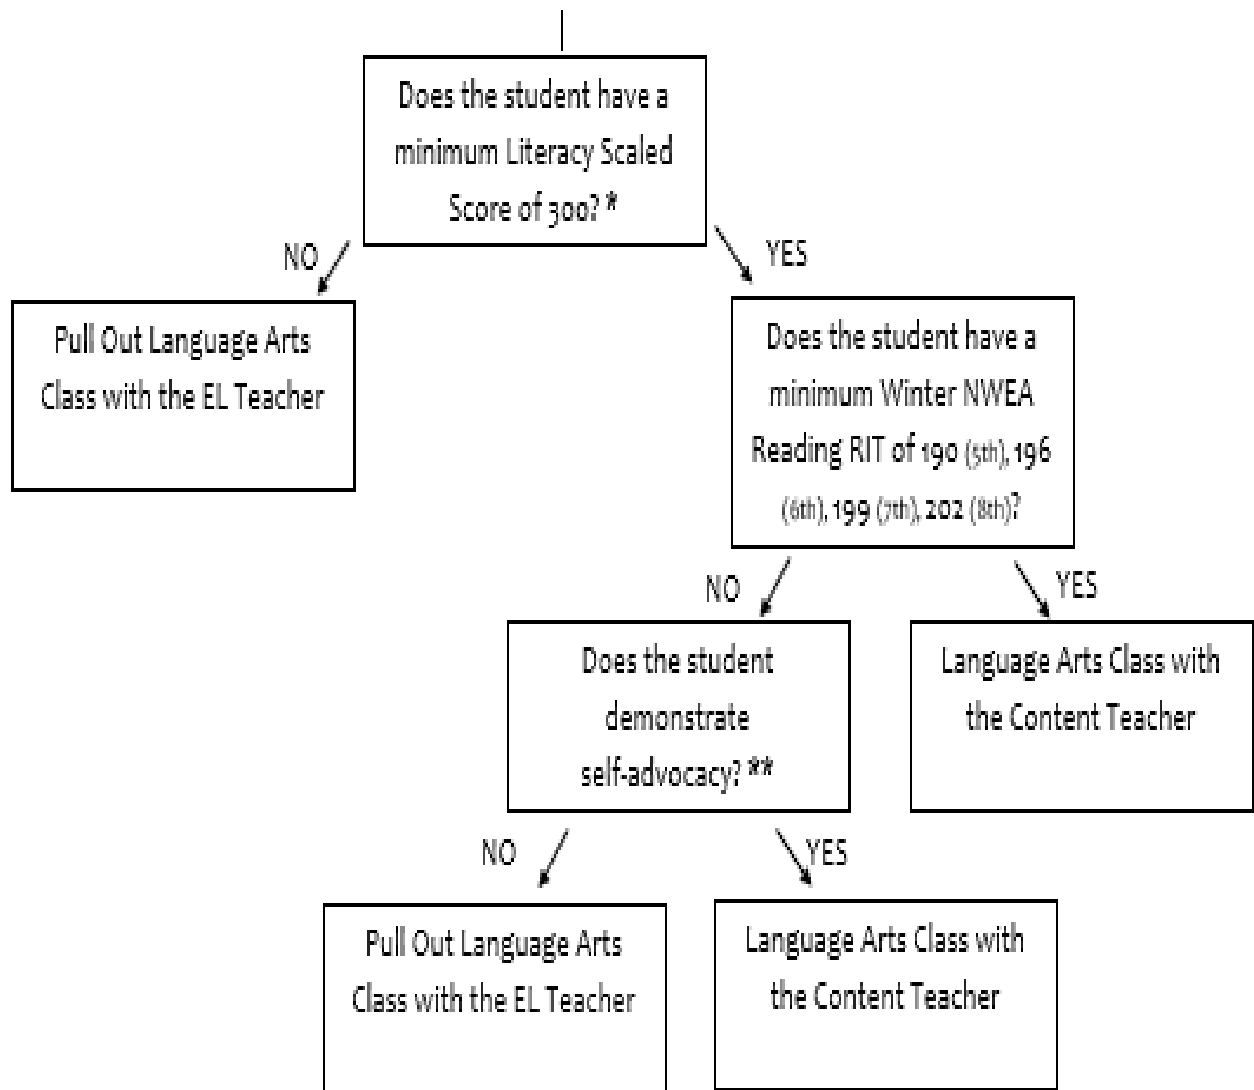 Does the student have a
minimum Literacy Scaled
Score of 300? *
NO
YES
Pull Out Language Arts
Class with the EL Teacher
Does the student have a
minimum Winter NWEA
Reading RIT of 190 (5th), 196
(6th), 199 (7th), 202 (8th)?
NO
YES
Does the student
demonstrate
self-advocacy? **
Language Arts Class with
the Content Teacher
NO
YES
Pull Out Language Arts
Class with the EL Teacher
Language Arts Class with
the Content Teacher